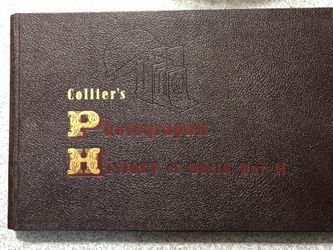 Collier's
Photographic
History of World War II